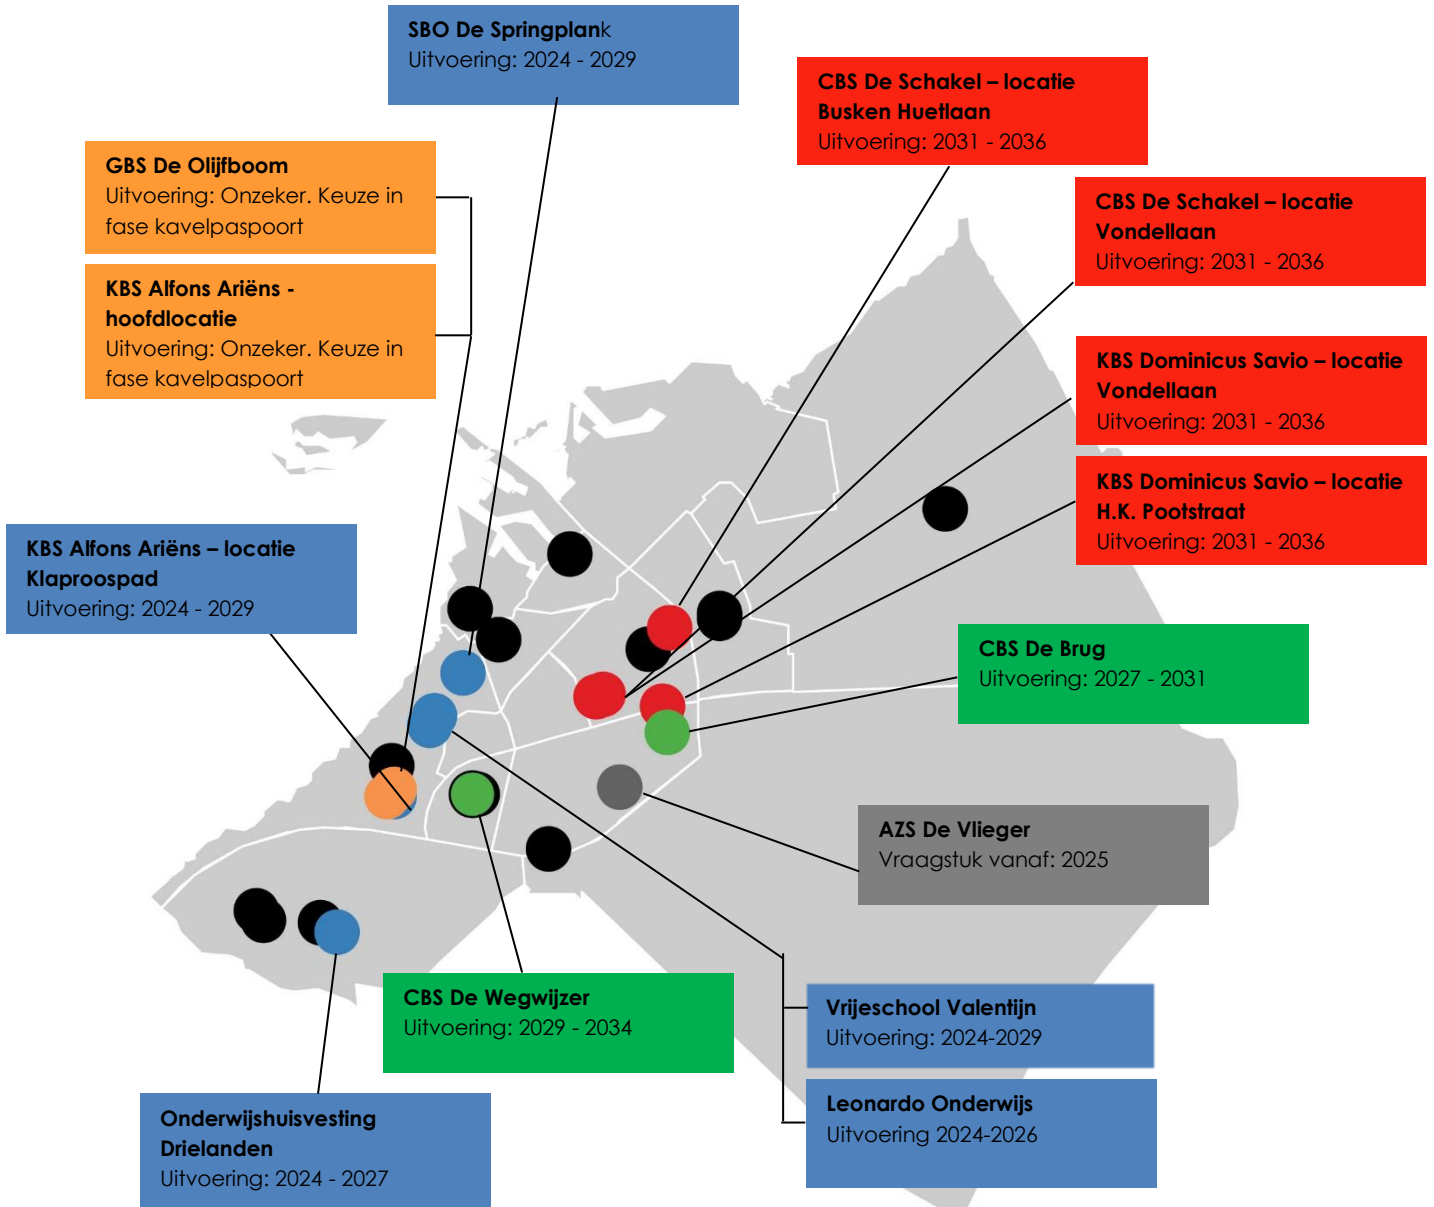 SBO De Springplank
Uitvoering: 2024 - 2029
CBS De Schakel – locatie
Busken Huetlaan
Uitvoering: 2031 - 2036
GBS De Olijfboom
Uitvoering: Onzeker. Keuze in
fase kavelpaspoort
CBS De Schakel – locatie
Vondellaan
Uitvoering: 2031 - 2036
KBS Alfons Ariëns -
hoofdlocatie
Uitvoering: Onzeker. Keuze in
fase kavelpaspoort
KBS Dominicus Savio – locatie
Vondellaan
Uitvoering: 2031 - 2036
KBS Dominicus Savio – locatie
H.K. Pootstraat
Uitvoering: 2031 - 2036
KBS Alfons Ariëns – locatie
Klaproospad
Uitvoering: 2024 - 2029
CBS De Brug
Uitvoering: 2027 - 2031
AZS De Vlieger
Vraagstuk vanaf: 2025
CBS De Wegwijzer
Uitvoering: 2029 - 2034
Vrijeschool Valentijn
Uitvoering: 2024-2029
Leonardo Onderwijs
Uitvoering 2024-2026
Onderwijshuisvesting
Drielanden
Uitvoering: 2024 - 2027